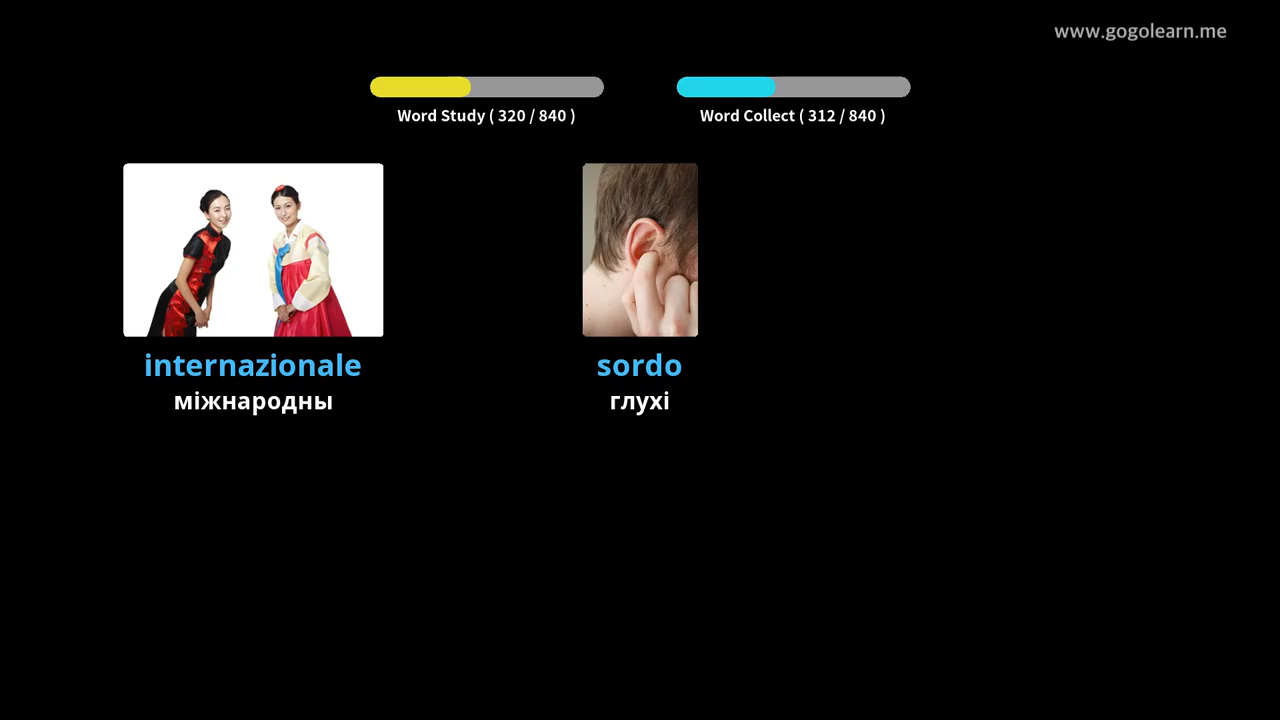 www.gogolearn.me
Word Study ( 320 / 840 )
Word Collect ( 312 / 840 )
internazionale
міжнародны
sordo
глухі